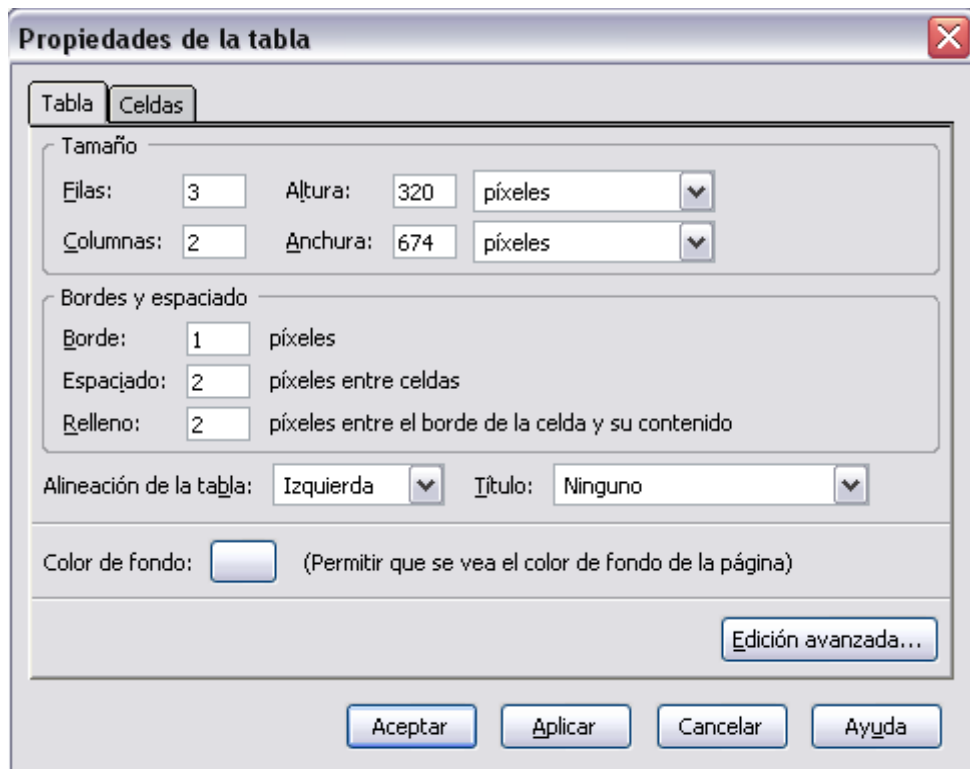 Propiedades de la tabla
Tabla Celdas
Tamaño
Filas: 3 Altura: 320 píxeles
Columnas: 2 Anchura: 674 píxeles
Bordes y espaciado
Borde: 1 píxeles
Espaciado: 2 píxeles entre celdas
Relleno: 2 píxeles entre el borde de la celda y su contenido
Alineación de la tabla: Izquierda Título: Ninguno
Color de fondo: (Permitir que se vea el color de fondo de la página)
Edición avanzada...
Aceptar Aplicar Cancelar Ayuda